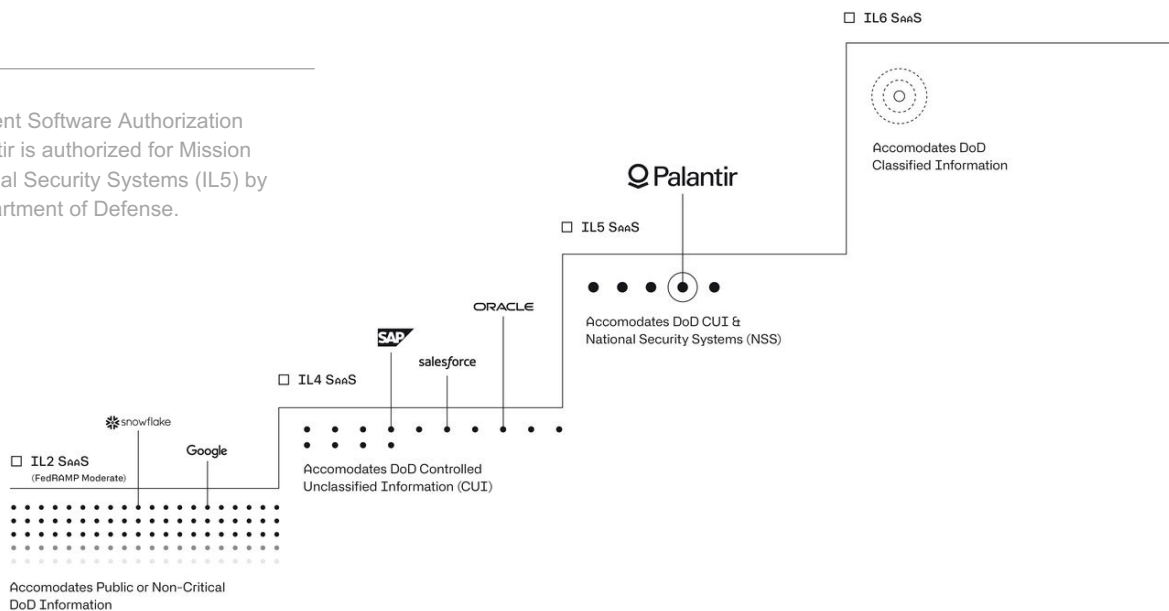 IL6 SaaS
ent Software Authorization
tir is authorized for Mission
al Security Systems (IL5) by
artment of Defense.
Accomodates DoD
Classified Information
Palantir
IL5 SaaS
Accomodates DoD CUI &
National Security Systems (NSS)
ORACLE
SAP
salesforce
IL4 SaaS
Accomodates DoD Controlled
Unclassified Information (CUI)
snowflake
Google
IL2 SaaS
(FedRAMP Moderate)
Accomodates Public or Non-Critical
DoD Information